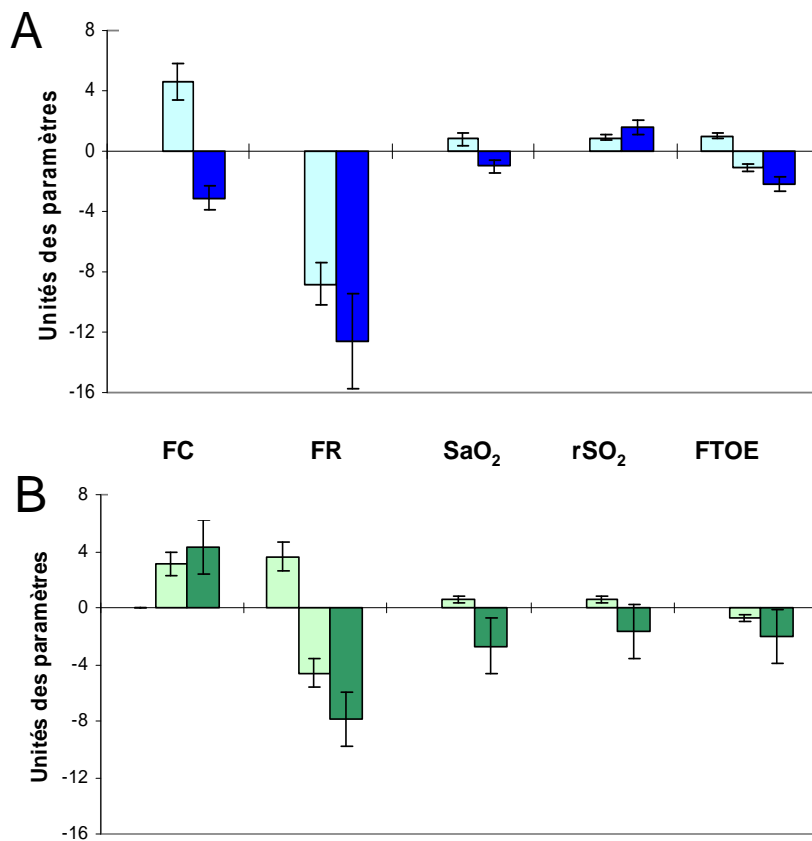 A
8
4
0
-4
-8
-12
-16
Unités des paramètres
FC FR SaO₂ rSO₂ FTOE
B
8
4
0
-4
-8
-12
-16
Unités des paramètres